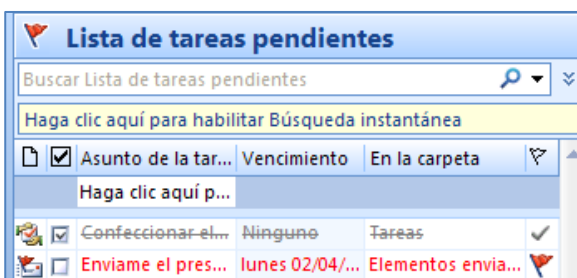 Lista de tareas pendientes
Buscar Lista de tareas pendientes
Haga clic aquí para habilitar Búsqueda instantánea
Asunto de la tar... Vencimiento En la carpeta
Haga clic aquí p...
Confeccionar el... Ninguno Tareas
Enviame el pres... lunes 02/04/... Elementos envia...